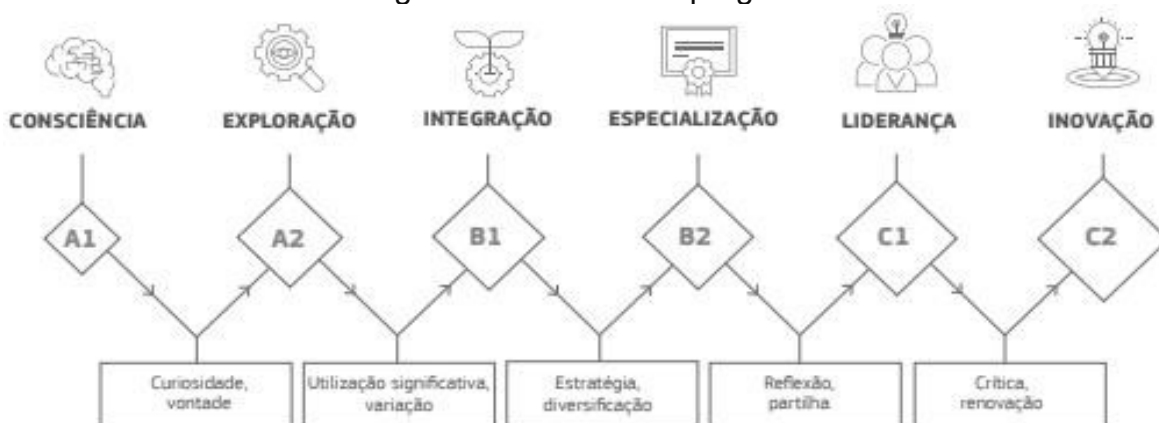 CONSCIÊNCIA EXPLORAÇÃO INTEGRAÇÃO ESPECIALIZAÇÃO LIDERANÇA INOVAÇÃO
A1 A2 B1 B2 C1 C2
Curiosidade,
vontade
Utilização significativa,
variação
Estratégia,
diversificação
Reflexão,
partilha
Crítica,
renovação